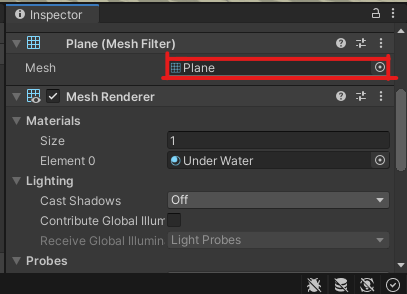 Inspector
Plane (Mesh Filter)
Mesh Plane
Mesh Renderer
Materials
Size 1
Element 0 Under Water
Lighting
Cast Shadows Off
Contribute Global Illum
Receive Global Illumin Light Probes
Probes